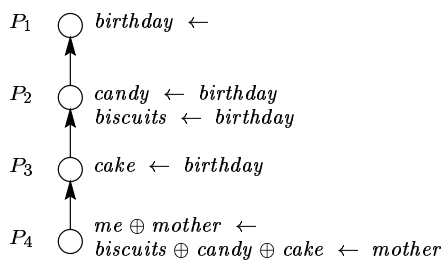 P₁ birthday ←
P₂ candy ← birthday
biscuits ← birthday
P₃ cake ← birthday
P₄ me ⊕ mother ←
biscuits ⊕ candy ⊕ cake ← mother